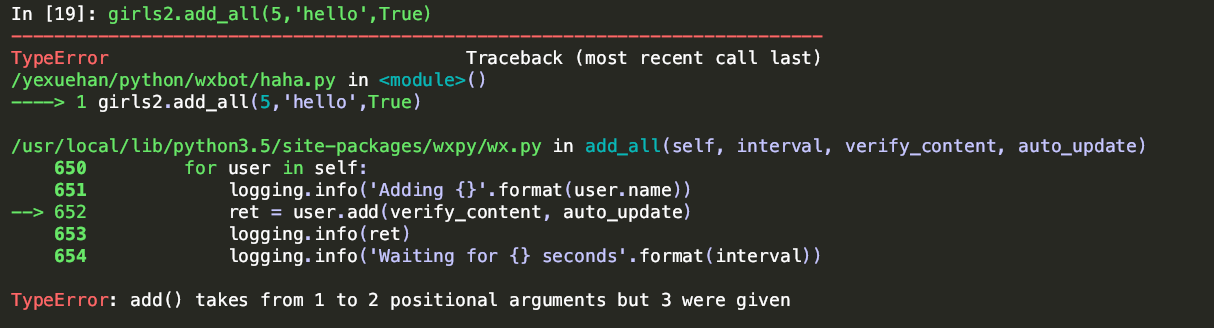 In [19]: girls2.add_all(5,'hello',True)
---------------------------------------------------------------------------
TypeError                                 Traceback (most recent call last)
/yexuehan/python/wxbot/haha.py in <module>()
----> 1 girls2.add_all(5,'hello',True)

/usr/local/lib/python3.5/site-packages/wxpy/wx.py in add_all(self, interval, verify_content, auto_update)
    650         for user in self:
    651             logging.info('Adding {}'.format(user.name))
--> 652             ret = user.add(verify_content, auto_update)
    653             logging.info(ret)
    654             logging.info('Waiting for {} seconds'.format(interval))

TypeError: add() takes from 1 to 2 positional arguments but 3 were given